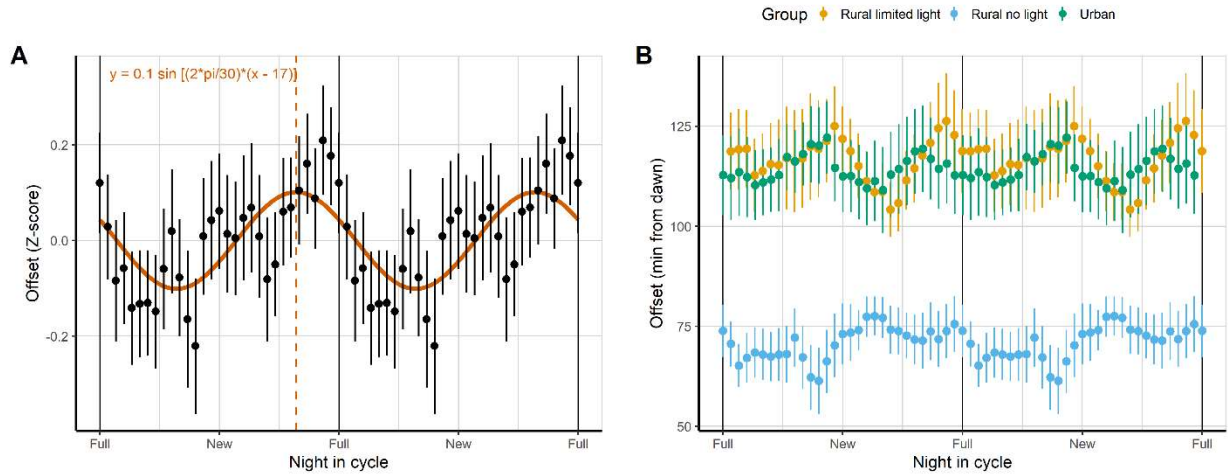 Group Rural limited light Rural no light Urban
A
y = 0.1 sin [(2*pi/30)*(x - 17)]
Offset (Z-score)
0.2
0.0
-0.2
Full New Full New Full
Night in cycle
B
Offset (min from dawn)
125
100
75
50
Full New Full New Full
Night in cycle